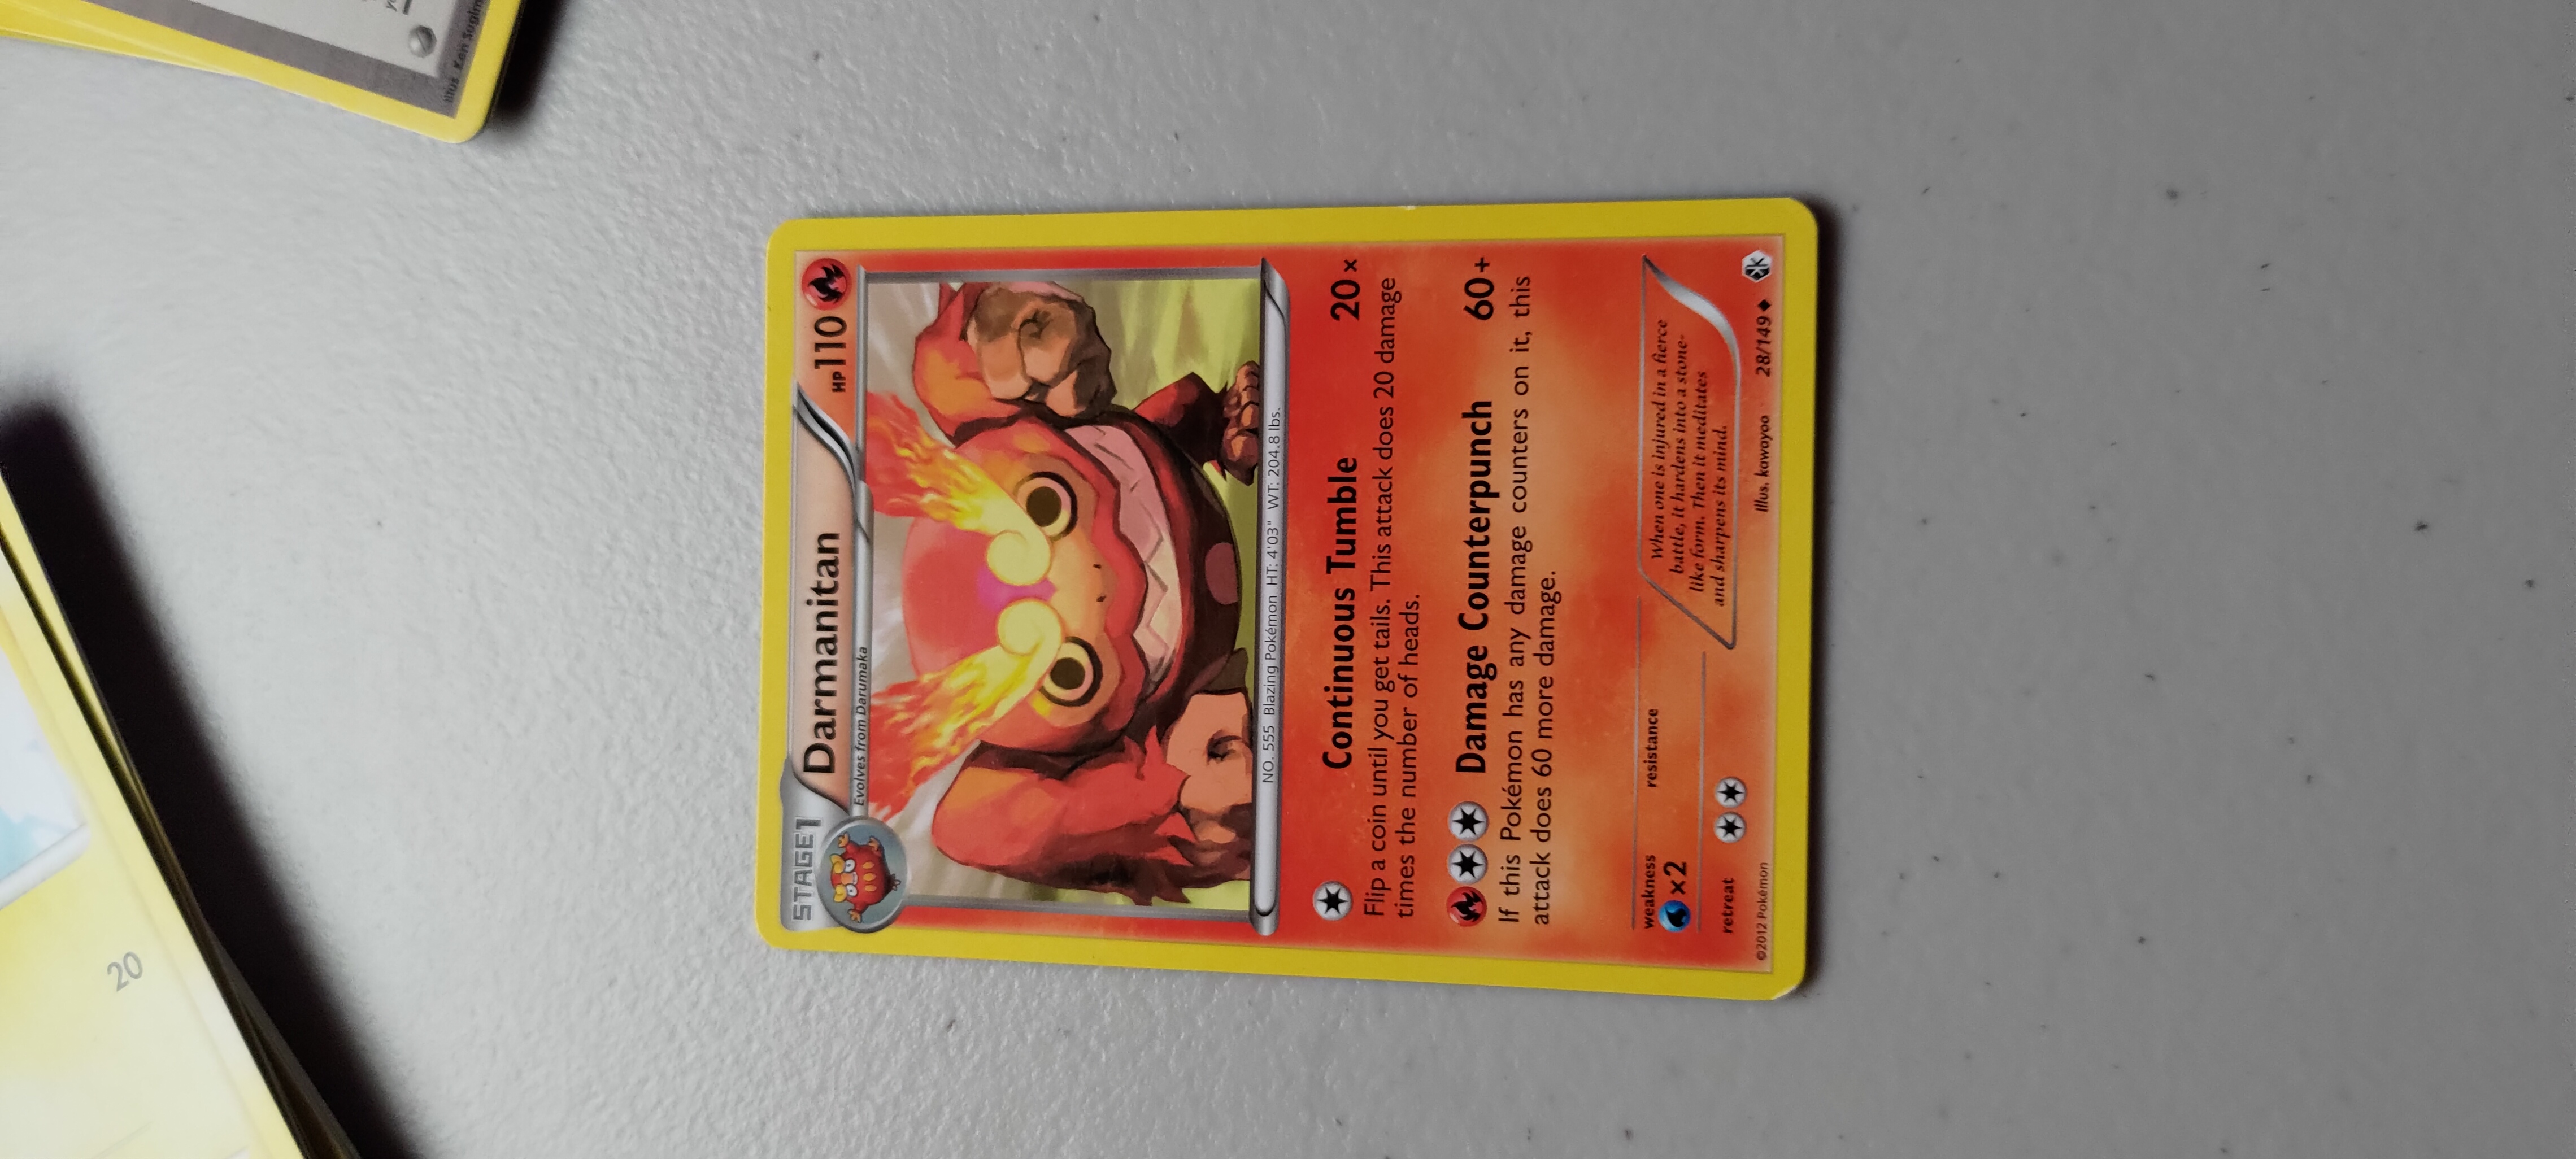 20
Illus. Ken Sugim
STAGE1
Darmanitan
HP110
Evolves from Darumaka
NO. 555 Blazing Pokémon HT: 4'03" WT: 204.8 lbs.
Continuous Tumble 20×
Flip a coin until you get tails. This attack does 20 damage
times the number of heads.
Damage Counterpunch 60+
If this Pokémon has any damage counters on it, this
attack does 60 more damage.
weakness
×2
resistance
retreat
When one is injured in a fierce
battle, it hardens into a stone-
like form. Then it meditates
and sharpens its mind.
©2012 Pokémon
Illus. kawayoo
28/149